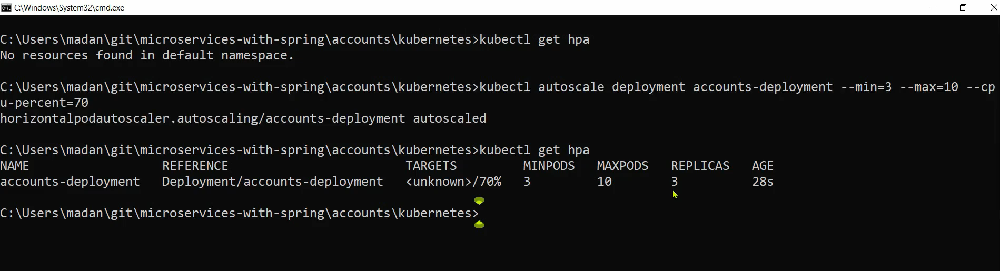 C:\Windows\System32\cmd.exe
C:\Users\madan\git\microservices-with-spring\accounts\kubernetes>kubectl get hpa
No resources found in default namespace.
C:\Users\madan\git\microservices-with-spring\accounts\kubernetes>kubectl autoscale deployment accounts-deployment --min=3 --max=10 --cp
u-percent=70
horizontalpodautoscaler.autoscaling/accounts-deployment autoscaled
C:\Users\madan\git\microservices-with-spring\accounts\kubernetes>kubectl get hpa
NAME REFERENCE TARGETS MINPODS MAXPODS REPLICAS AGE
accounts-deployment Deployment/accounts-deployment <unknown>/70% 3 10 3 28s
C:\Users\madan\git\microservices-with-spring\accounts\kubernetes>